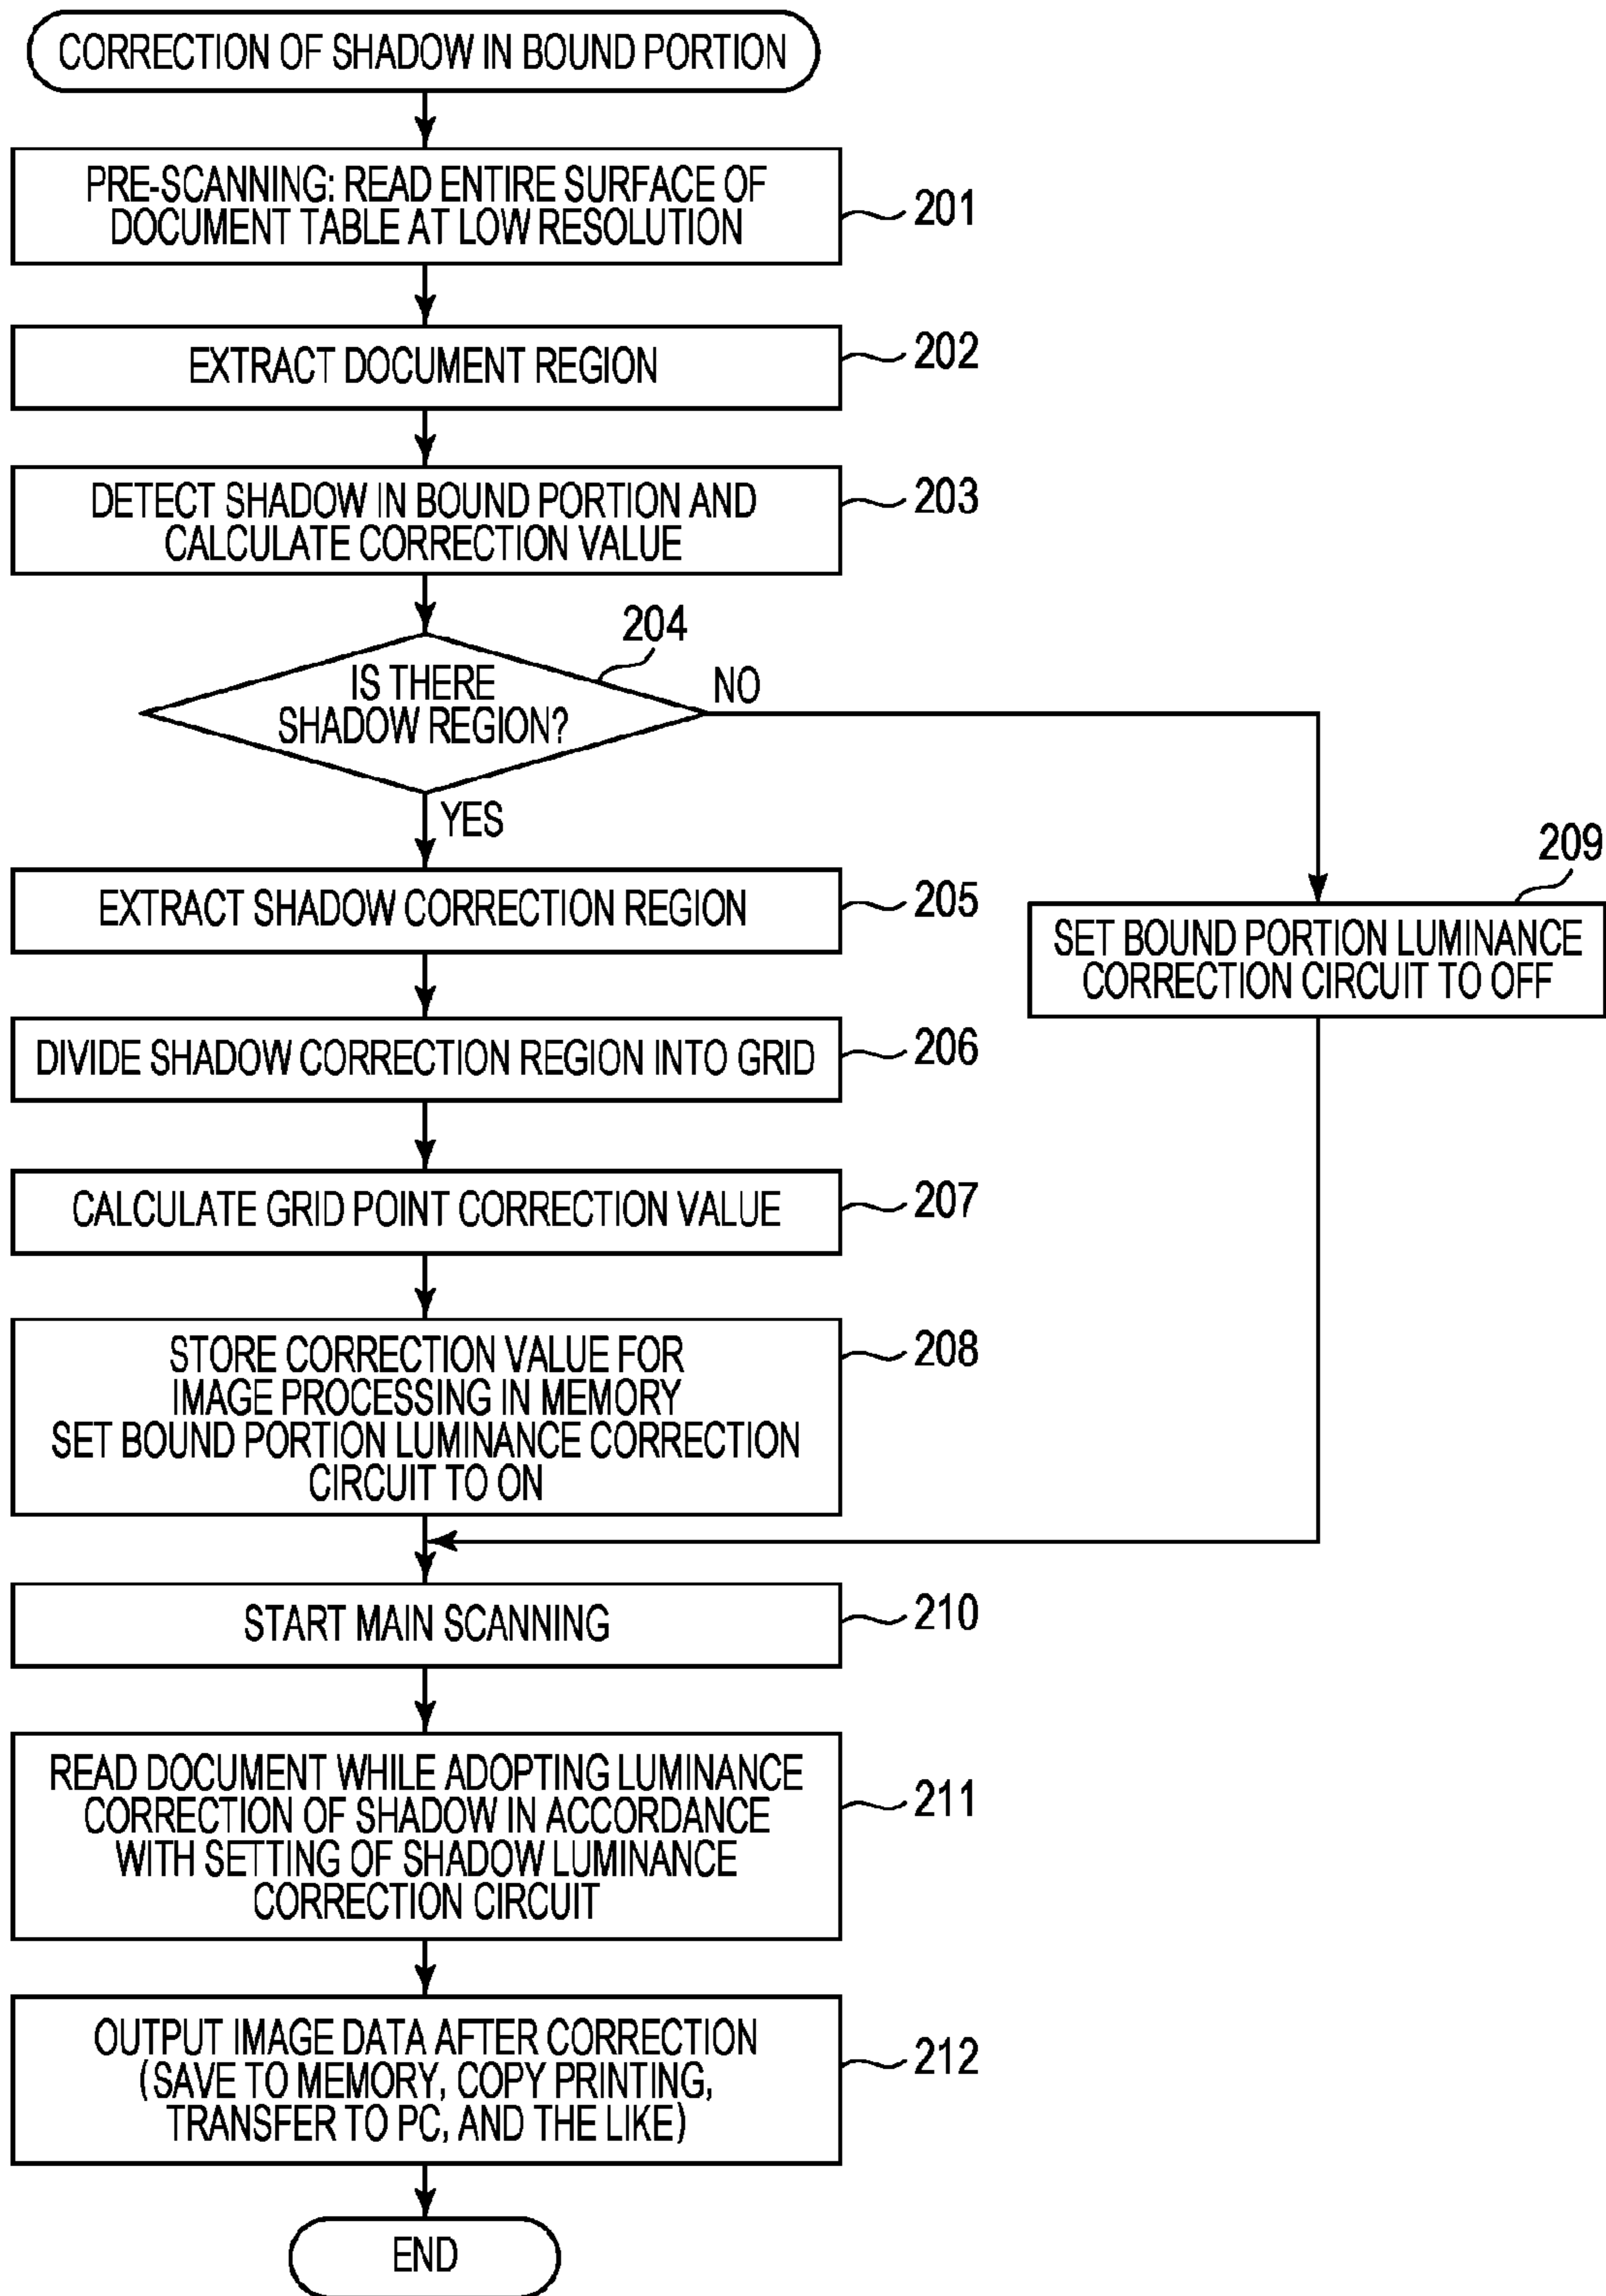 CORRECTION OF SHADOW IN BOUND PORTION
PRE-SCANNING: READ ENTIRE SURFACE OF
DOCUMENT TABLE AT LOW RESOLUTION
201
EXTRACT DOCUMENT REGION
202
DETECT SHADOW IN BOUND PORTION AND
CALCULATE CORRECTION VALUE
203
204
IS THERE
SHADOW REGION?
NO
YES
EXTRACT SHADOW CORRECTION REGION
205
209
SET BOUND PORTION LUMINANCE
CORRECTION CIRCUIT TO OFF
DIVIDE SHADOW CORRECTION REGION INTO GRID
206
CALCULATE GRID POINT CORRECTION VALUE
207
STORE CORRECTION VALUE FOR
IMAGE PROCESSING IN MEMORY
SET BOUND PORTION LUMINANCE CORRECTION
CIRCUIT TO ON
208
START MAIN SCANNING
210
READ DOCUMENT WHILE ADOPTING LUMINANCE
CORRECTION OF SHADOW IN ACCORDANCE
WITH SETTING OF SHADOW LUMINANCE
CORRECTION CIRCUIT
211
OUTPUT IMAGE DATA AFTER CORRECTION
(SAVE TO MEMORY, COPY PRINTING,
TRANSFER TO PC, AND THE LIKE)
212
END